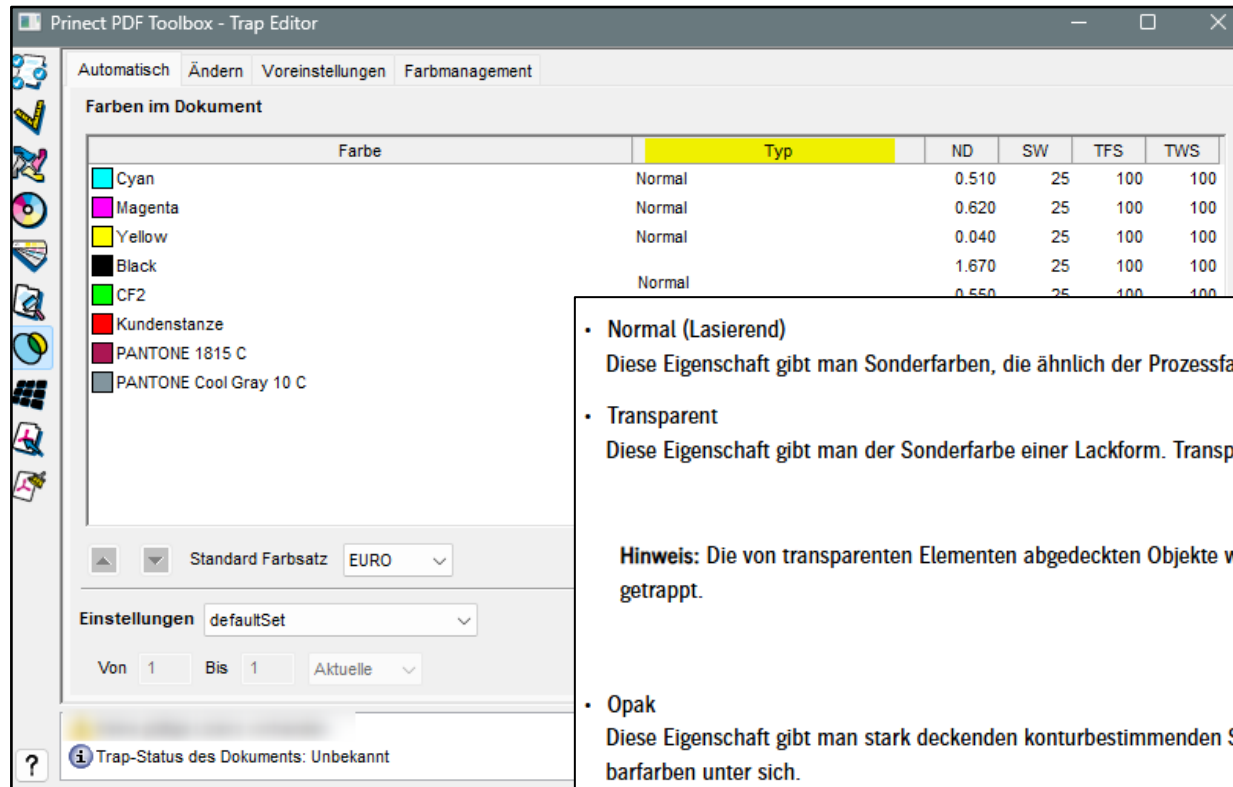 Prinect PDF Toolbox - Trap Editor
Automatisch Ändern Voreinstellungen Farbmanagement
Farben im Dokument
Farbe Typ ND SW TFS TWS
Cyan Normal 0.510 25 100 100
Magenta Normal 0.620 25 100 100
Yellow Normal 0.040 25 100 100
Black Normal 1.670 25 100 100
CF2 0.550 25 100 100
Kundenstanze
PANTONE 1815 C
PANTONE Cool Gray 10 C
Standard Farbsatz EURO
Einstellungen defaultSet
Von 1 Bis 1 Aktuelle
Trap-Status des Dokuments: Unbekannt
?
• Normal (Lasierend)
Diese Eigenschaft gibt man Sonderfarben, die ähnlich der Prozessfa
• Transparent
Diese Eigenschaft gibt man der Sonderfarbe einer Lackform. Transp
Hinweis: Die von transparenten Elementen abgedeckten Objekte w
getrappt.
• Opak
Diese Eigenschaft gibt man stark deckenden konturbestimmenden S
barfarben unter sich.